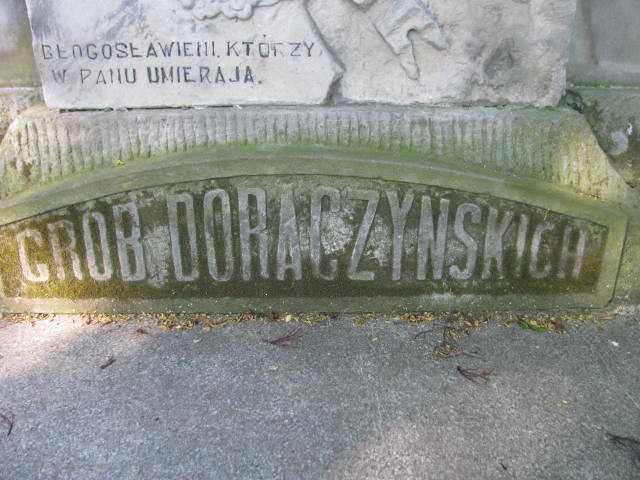 BŁOGOSŁAWIENI, KTÓRZY
W PANU UMIERAJĄ.
GRÓB DORACZYŃSKICH